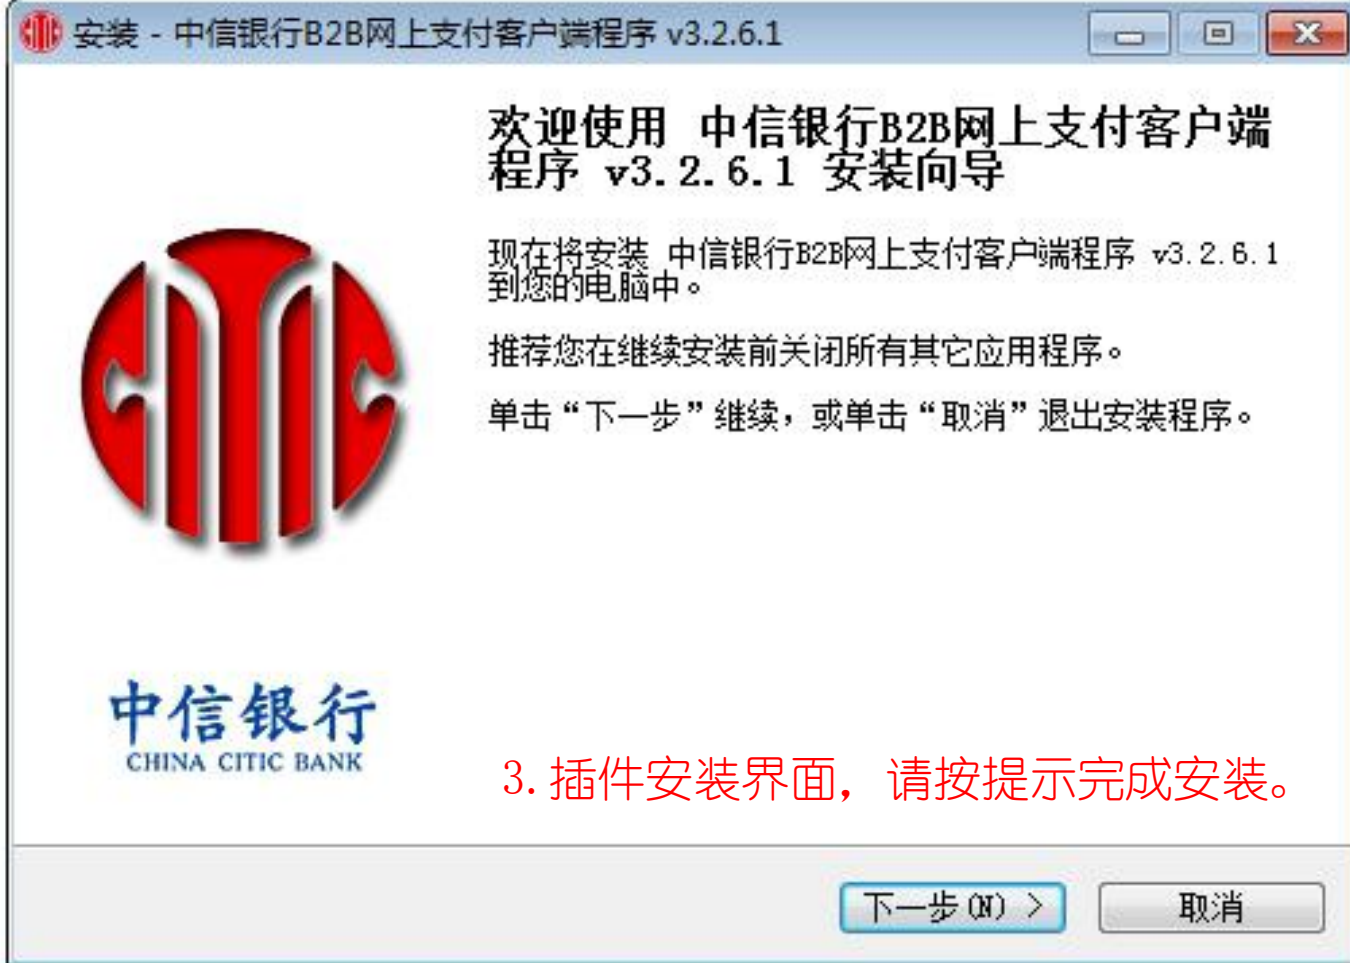 安装 - 中信银行B2B网上支付客户端程序 v3.2.6.1
欢迎使用 中信银行B2B网上支付客户端
程序 v3.2.6.1 安装向导
现在将安装 中信银行B2B网上支付客户端程序 v3.2.6.1
到您的电脑中。
推荐您在继续安装前关闭所有其它应用程序。
单击“下一步”继续，或单击“取消”退出安装程序。
中信银行
CHINA CITIC BANK
3.插件安装界面，请按提示完成安装。
下一步(N) >
取消